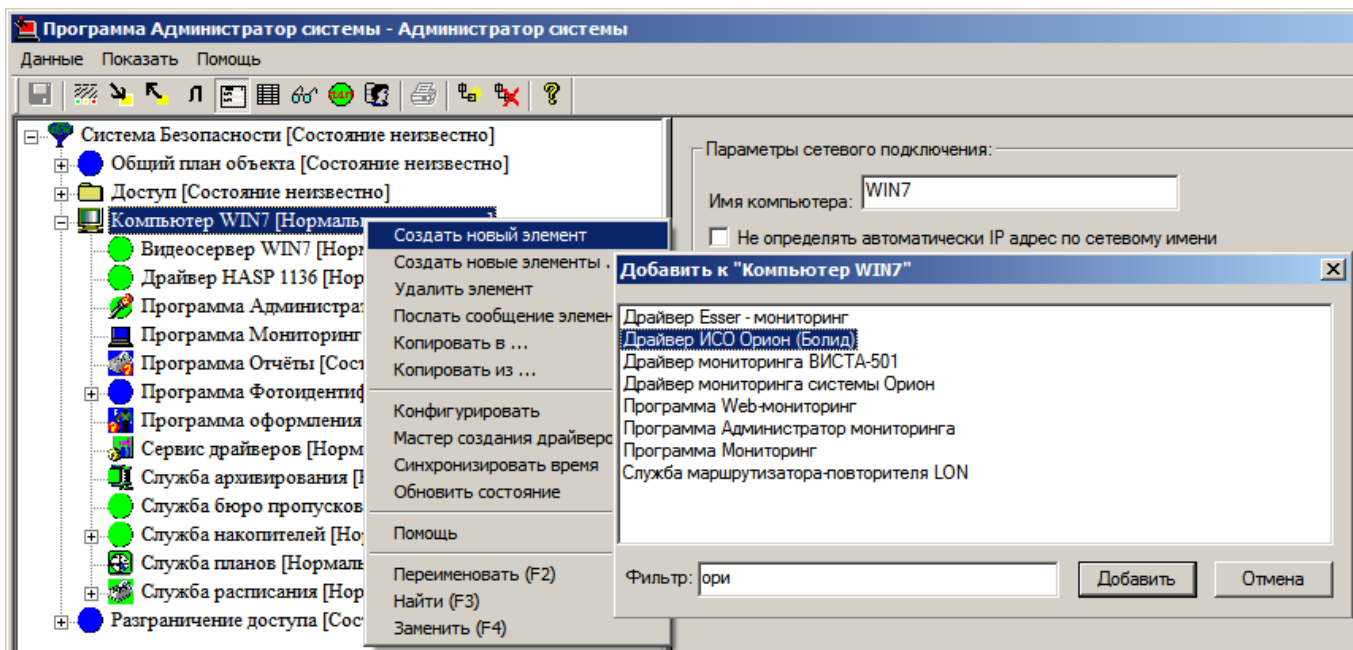 Программа Администратор системы - Администратор системы
Данные Показать Помощь
Система Безопасности [Состояние неизвестно]
Общий план объекта [Состояние неизвестно]
Доступ [Состояние неизвестно]
Компьютер WIN7 [Нормаль
Видеосервер WIN7 [Норм
Драйвер HASP 1136 [Нор
Программа Администра
Программа Мониторинг
Программа Отчёты [Сост
Программа Фотоидентиф
Программа оформления
Сервис драйверов [Норм
Служба архивирования [
Служба бюро пропусков
Служба накопителей [Но
Служба планов [Нормаль
Служба расписания [Нор
Разграничение доступа [Сос
Создать новый элемент
Создать новые элементы .
Удалить элемент
Послать сообщение элемен
Копировать в ...
Копировать из ...
Конфигурировать
Мастер создания драйверо
Синхронизировать время
Обновить состояние
Помощь
Переименовать (F2)
Найти (F3)
Заменить (F4)
Параметры сетевого подключения:
Имя компьютера: WIN7
Не определять автоматически IP адрес по сетевому имени
Добавить к "Компьютер WIN7"
Драйвер Esser - мониторинг
Драйвер ИСО Орион (Болид)
Драйвер мониторинга ВИСТА-501
Драйвер мониторинга системы Орион
Программа Web-мониторинг
Программа Администратор мониторинга
Программа Мониторинг
Служба маршрутизатора-повторителя LON
Фильтр: ори
Добавить Отмена